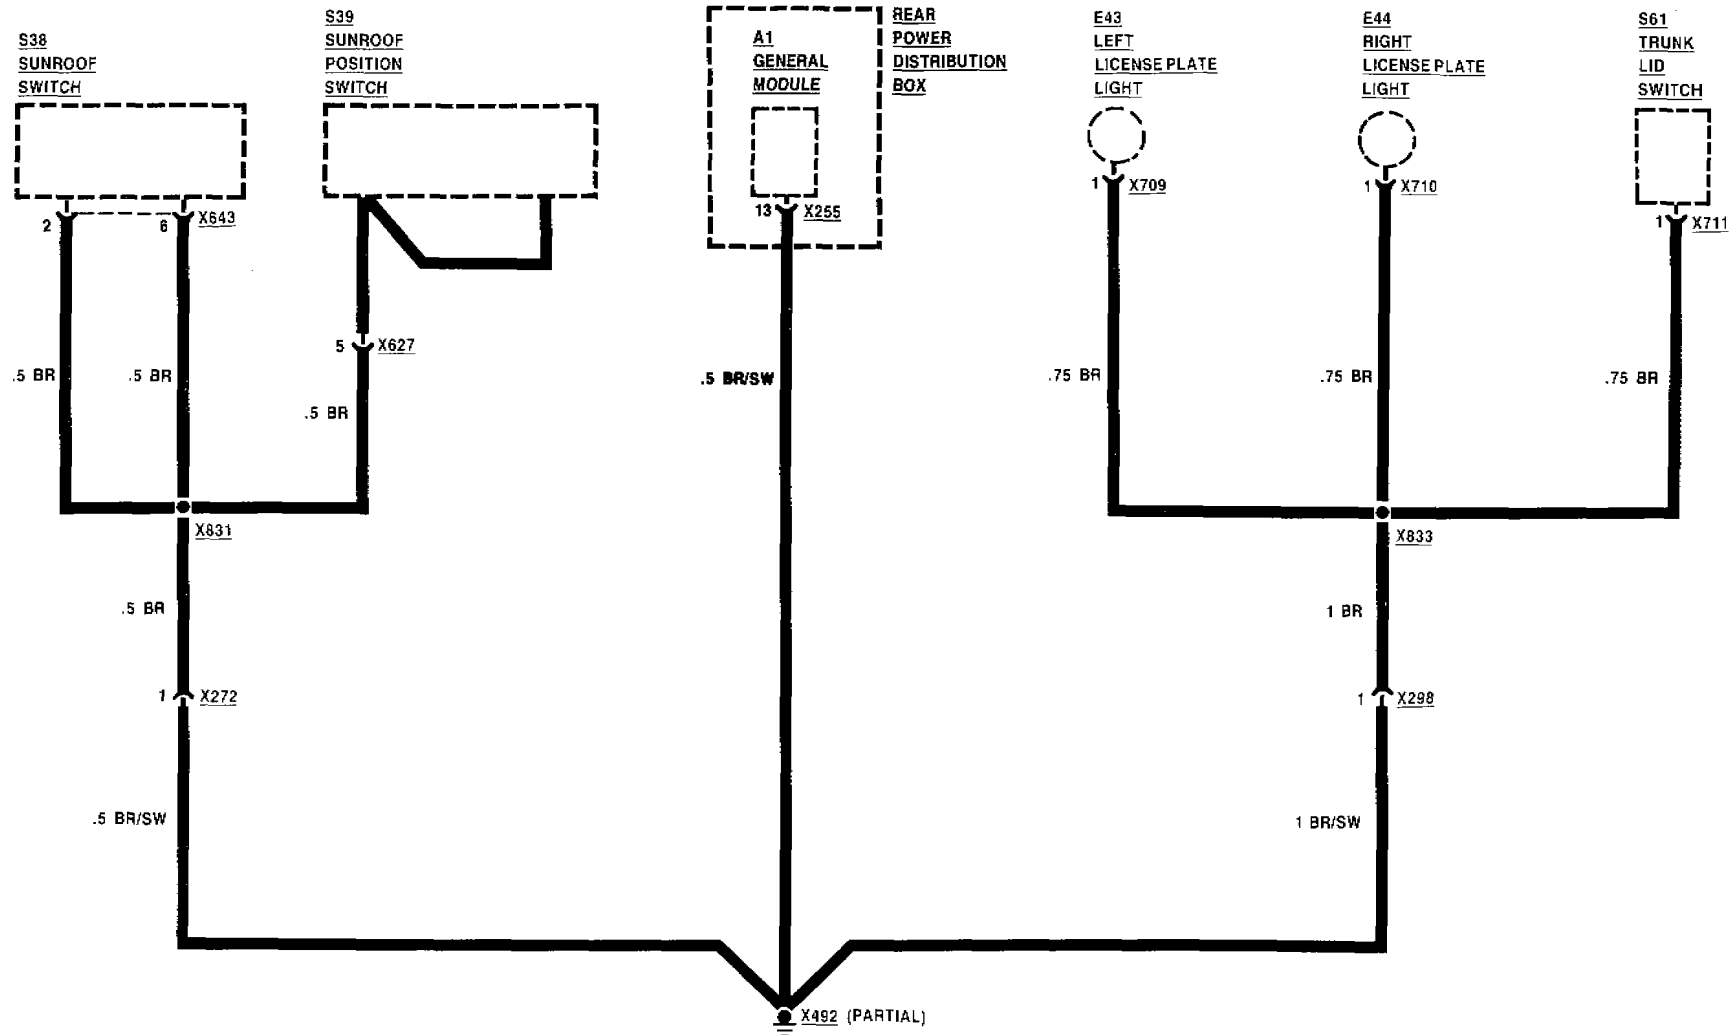 S38
SUNROOF
SWITCH
S39
SUNROOF
POSITION
SWITCH
A1
GENERAL
MODULE
REAR
POWER
DISTRIBUTION
BOX
E43
LEFT
LICENSE PLATE
LIGHT
E44
RIGHT
LICENSE PLATE
LIGHT
S61
TRUNK
LID
SWITCH
2
6
X643
13
X255
1
X709
1
X710
1
X711
5
X627
.5 BR
.5 BR
.5 BR
.5 BR/SW
.75 BR
.75 BR
.75 BR
X831
X833
.5 BR
1 BR
1
X272
1
X298
.5 BR/SW
1 BR/SW
X492 (PARTIAL)